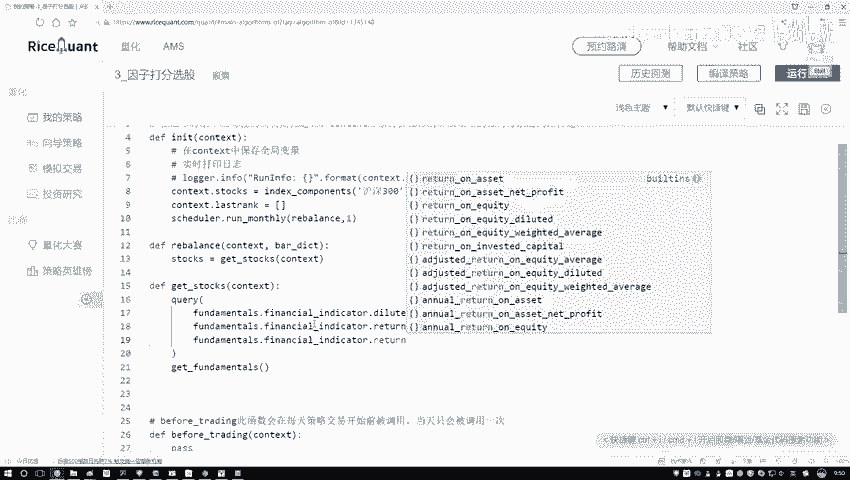 https://www.ricequant.com/quant/
RiceQuant
量化
AMS
预约路演
帮助文档
社区
3_因子打分选股
历史回测
编译策略
运行
我的策略
向导策略
模拟交易
投资研究
量化大赛
策略英雄榜
浅色主题
默认快捷键
4 def init(context):
5 # 在context中保存全局变量
6 # 实时打印日志
7 # logger.info("RunInfo: {}".format(context.
8 context.stocks = index_components('沪深300'
9 context.lastrank = []
10 scheduler.run_monthly(rebalance,1)
11
12 def rebalance(context, bar_dict):
13 stocks = get_stocks(context)
14
15 def get_stocks(context):
16 query(
17 fundamentals.financial_indicator.dilute
18 fundamentals.financial_indicator.return
19 fundamentals.financial_indicator.return
20 )
21 get_fundamentals()
22
23
24
25 # before_trading此函数会在每天策略交易开始前被调用，当天只会被调用一次
26 def before_trading(context):
27 pass
{} return_on_asset builtins
{} return_on_asset_net_profit
{} return_on_equity
{} return_on_equity_diluted
{} return_on_equity_weighted_average
{} return_on_invested_capital
{} adjusted_return_on_equity_average
{} adjusted_return_on_equity_diluted
{} adjusted_return_on_equity_weighted_average
{} annual_return_on_asset
{} annual_return_on_asset_net_profit
{} annual_return_on_equity
9:50